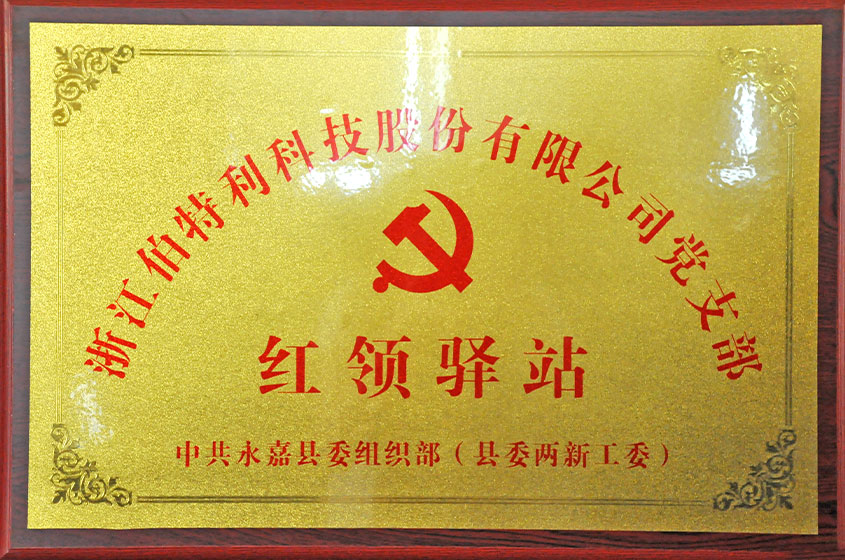 浙江伯特利科技股份有限公司党支部
红领驿站
中共永嘉县委组织部（县委两新工委）